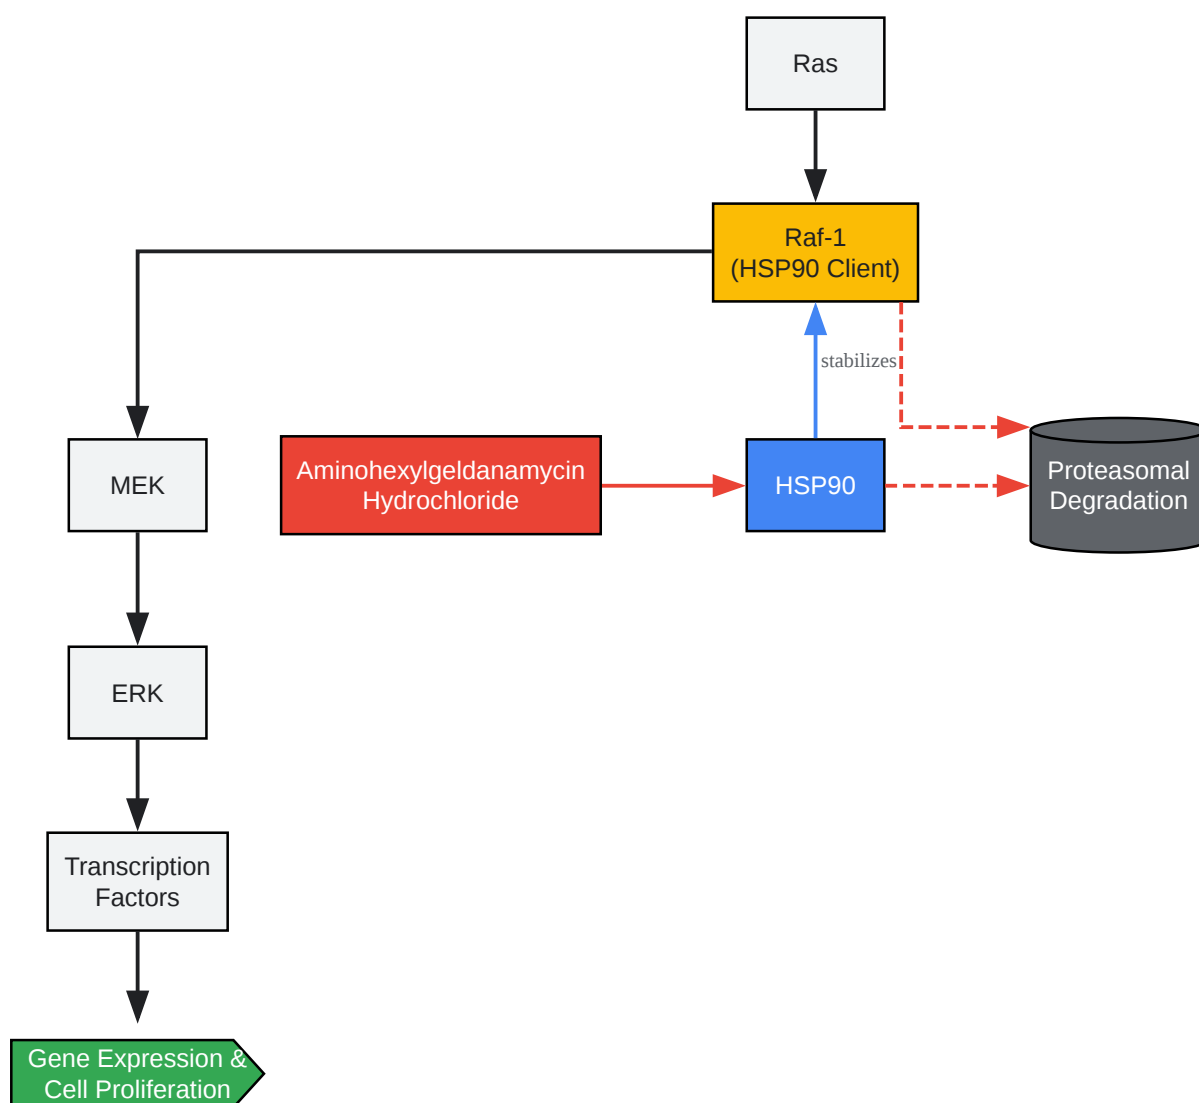 Ras
Raf-1
(HSP90 Client)
stabilizes
MEK
Aminohexylgeldanamycin
Hydrochloride
HSP90
Proteasomal
Degradation
ERK
Transcription
Factors
Gene Expression &
Cell Proliferation